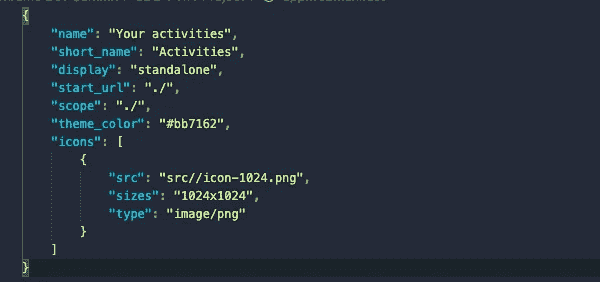 {
"name": "Your activities",
"short_name": "Activities",
"display": "standalone",
"start_url": "./",
"scope": "./",
"theme_color": "#bb7162",
"icons": [
{
"src": "src//icon-1024.png",
"sizes": "1024x1024",
"type": "image/png"
}
]
}